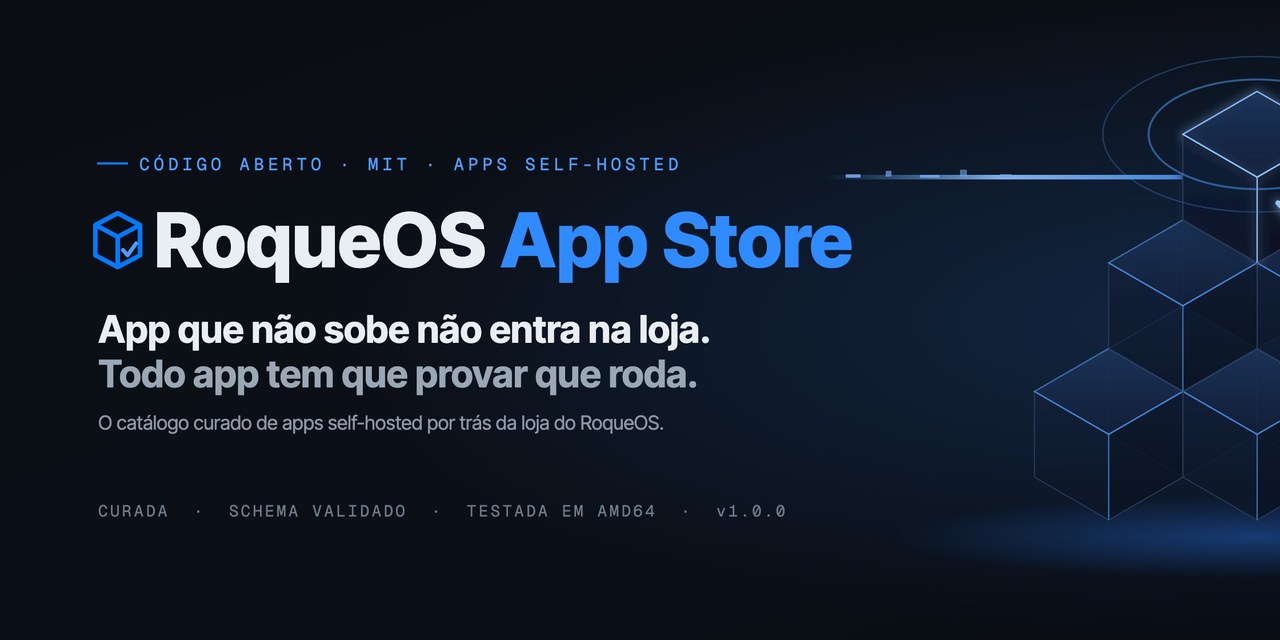 CÓDIGO ABERTO · MIT · APPS SELF-HOSTED
RoqueOS App Store
App que não sobe não entra na loja.
Todo app tem que provar que roda.
O catálogo curado de apps self-hosted por trás da loja do RoqueOS.
CURADA · SCHEMA VALIDADO · TESTADA EM AMD64 · v1.0.0